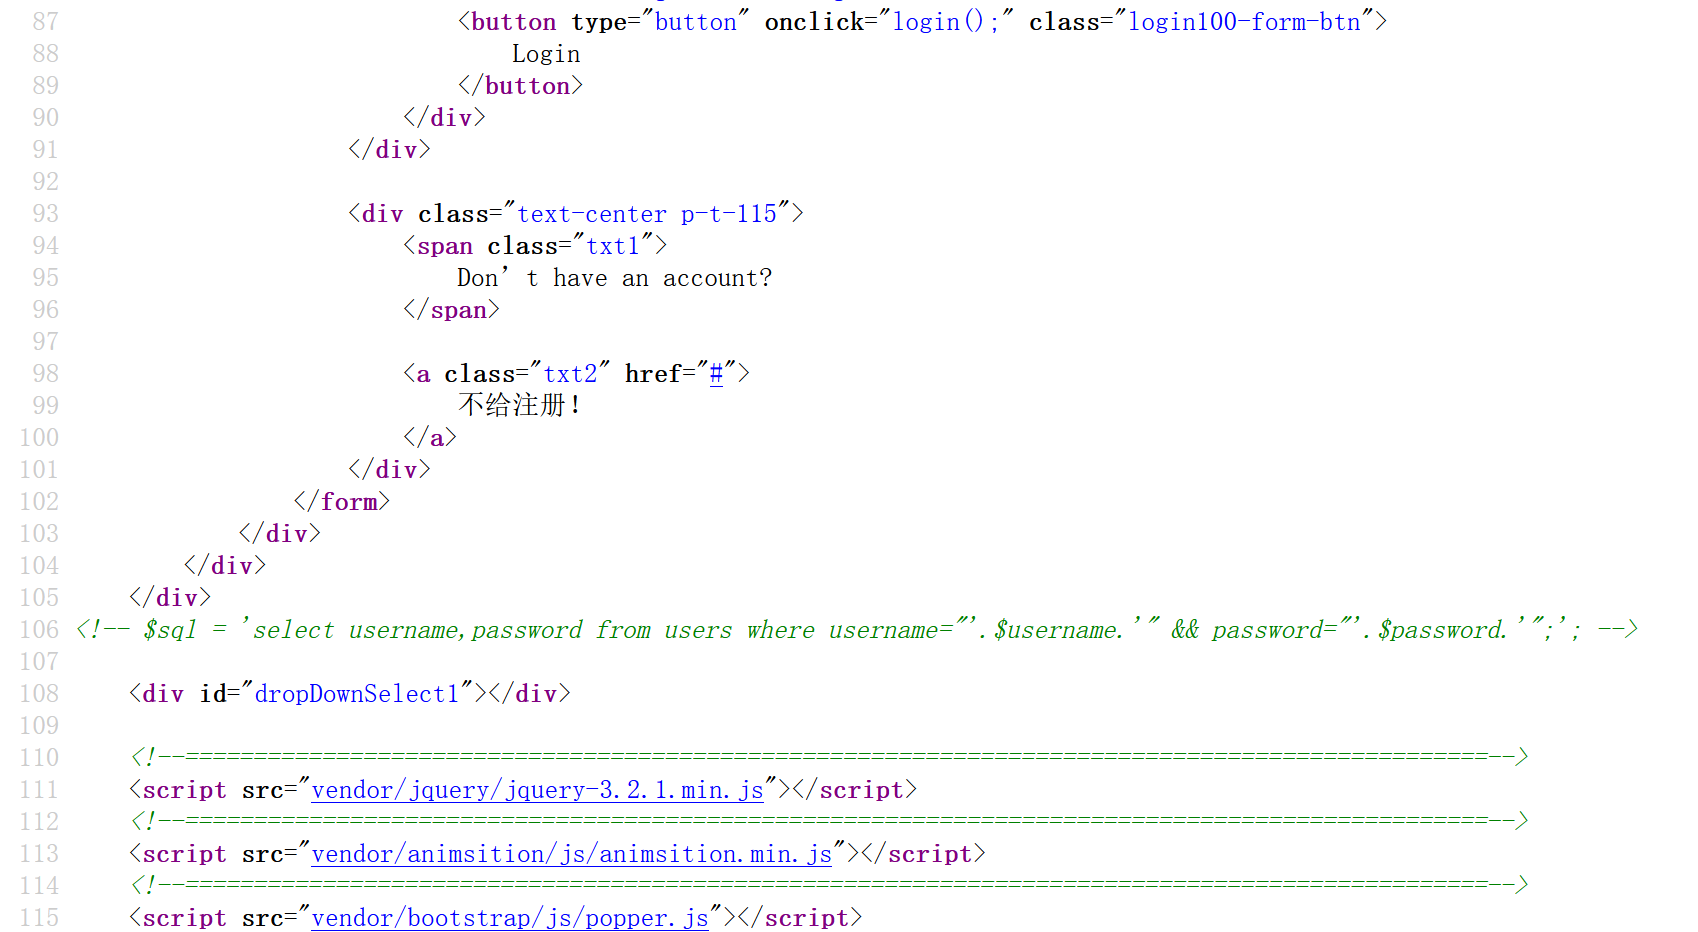 87 <button type="button" onclick="login();" class="login100-form-btn">
88 Login
89 </button>
90 </div>
91 </div>
92
93 <div class="text-center p-t-115">
94 <span class="txt1">
95 Don’t have an account?
96 </span>
97
98 <a class="txt2" href="#">
99 不给注册!
100 </a>
101 </div>
102 </form>
103 </div>
104 </div>
105 </div>
106 <!-- $sql = 'select username,password from users where username="'.$username.'" && password="'.$password.'";'; -->
107
108 <div id="dropDownSelect1"></div>
109
110 <!--===============================================================================================-->
111 <script src="vendor/jquery/jquery-3.2.1.min.js"></script>
112 <!--===============================================================================================-->
113 <script src="vendor/animsition/js/animsition.min.js"></script>
114 <!--===============================================================================================-->
115 <script src="vendor/bootstrap/js/popper.js"></script>